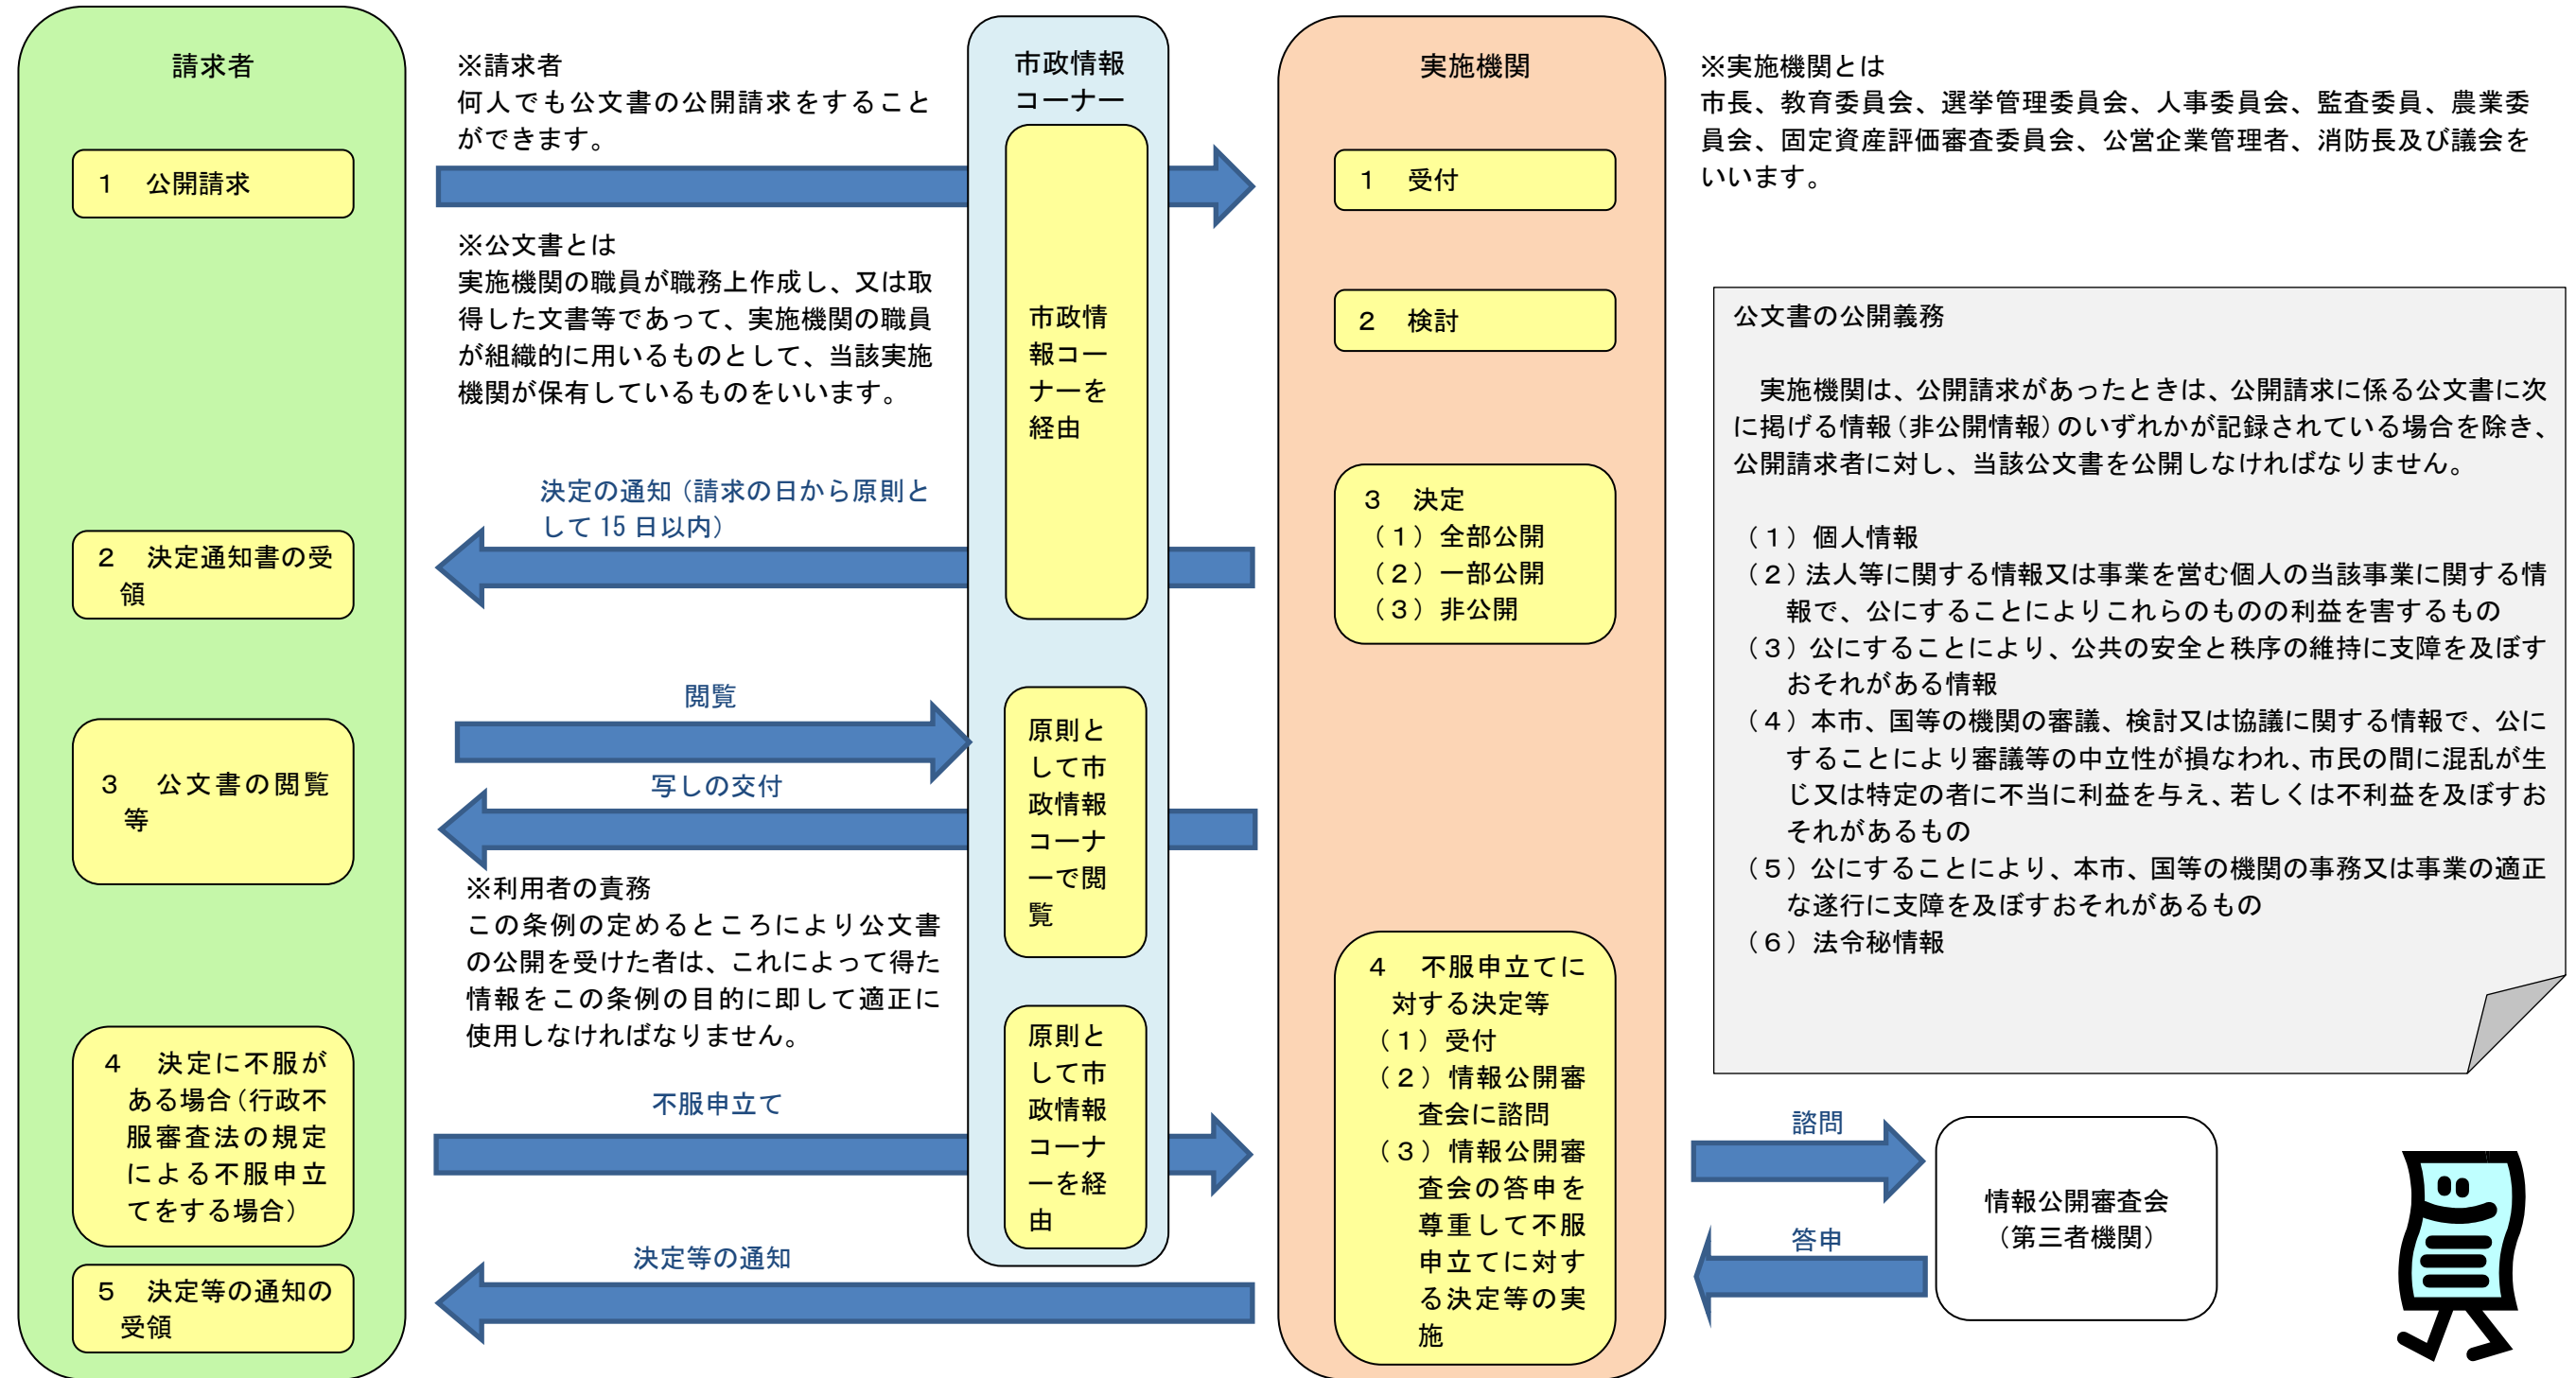 請求者
1 公開請求
2 決定通知書の受
領
3 公文書の閲覧
等
4 決定に不服が
ある場合(行政不
服審査法の規定
による不服申立
てをする場合)
5 決定等の通知の
受領
※請求者
何人でも公文書の公開請求をすること
ができます。
※公文書とは
実施機関の職員が職務上作成し、又は取
得した文書等であって、実施機関の職員
が組織的に用いるものとして、当該実施
機関が保有しているものをいいます。
決定の通知(請求の日から原則と
して15日以内)
閲覧
写しの交付
※利用者の責務
この条例の定めるところにより公文書
の公開を受けた者は、これによって得た
情報をこの条例の目的に即して適正に
使用しなければなりません。
不服申立て
決定等の通知
市政情報
コーナー
市政情
報コー
ナーを
経由
原則と
して市
政情報
コーナ
ーで閲
覧
原則と
して市
政情報
コーナ
ーを経
由
実施機関
1 受付
2 検討
3 決定
(1)全部公開
(2)一部公開
(3)非公開
4 不服申立てに
対する決定等
(1)受付
(2)情報公開審
査会に諮問
(3)情報公開審
査会の答申を
尊重して不服
申立てに対す
る決定等の実
施
※実施機関とは
市長、教育委員会、選挙管理委員会、人事委員会、監査委員、農業委
員会、固定資産評価審査委員会、公営企業管理者、消防長及び議会を
いいます。
公文書の公開義務
実施機関は、公開請求があったときは、公開請求に係る公文書に次
に掲げる情報(非公開情報)のいずれかが記録されている場合を除き、
公開請求者に対し、当該公文書を公開しなければなりません。
(1)個人情報
(2)法人等に関する情報又は事業を営む個人の当該事業に関する情
報で、公にすることによりこれらのものの利益を害するもの
(3)公にすることにより、公共の安全と秩序の維持に支障を及ぼす
おそれがある情報
(4)本市、国等の機関の審議、検討又は協議に関する情報で、公に
することにより審議等の中立性が損なわれ、市民の間に混乱が生
じ又は特定の者に不当に利益を与え、若しくは不利益を及ぼすお
それがあるもの
(5)公にすることにより、本市、国等の機関の事務又は事業の適正
な遂行に支障を及ぼすおそれがあるもの
(6)法令秘情報
諮問
答申
情報公開審査会
(第三者機関)